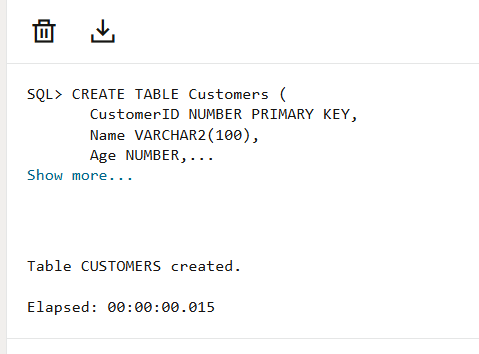 SQL> CREATE TABLE Customers (
CustomerID NUMBER PRIMARY KEY,
Name VARCHAR2(100),
Age NUMBER,...
Show more...
Table CUSTOMERS created.
Elapsed: 00:00:00.015